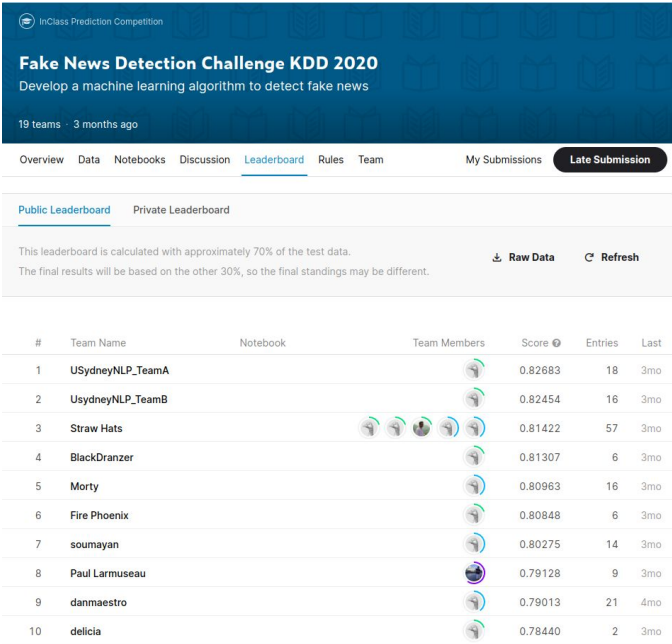 InClass Prediction Competition
Fake News Detection Challenge KDD 2020
Develop a machine learning algorithm to detect fake news
19 teams · 3 months ago
Overview Data Notebooks Discussion Leaderboard Rules Team My Submissions Late Submission
Public Leaderboard Private Leaderboard
This leaderboard is calculated with approximately 70% of the test data.
The final results will be based on the other 30%, so the final standings may be different.
Raw Data Refresh
# Team Name Notebook Team Members Score Entries Last
1 USydneyNLP_TeamA 0.82683 18 3mo
2 UsydneyNLP_TeamB 0.82454 16 3mo
3 Straw Hats 0.81422 57 3mo
4 BlackDranzer 0.81307 6 3mo
5 Morty 0.80963 16 3mo
6 Fire Phoenix 0.80848 6 3mo
7 soumayan 0.80275 14 3mo
8 Paul Larmuseau 0.79128 9 3mo
9 danmaestro 0.79013 21 4mo
10 delicia 0.78440 2 3mo